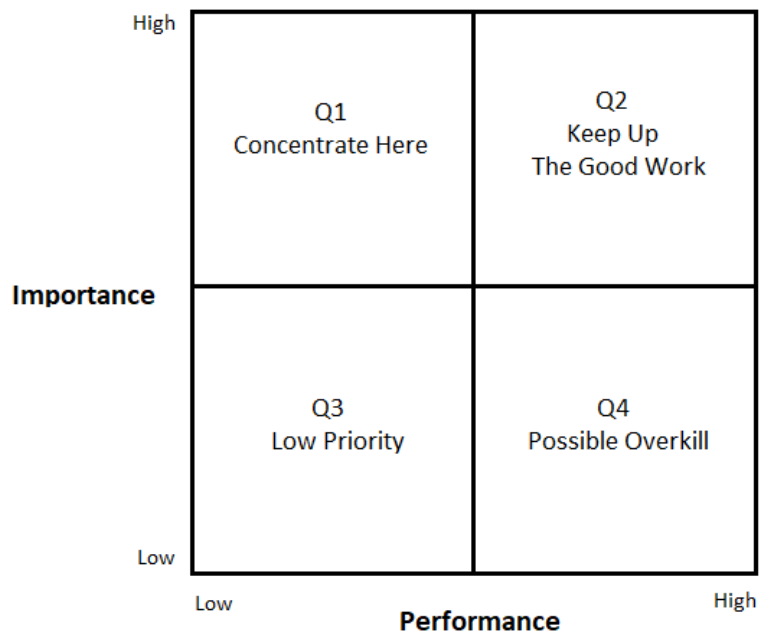 High
Q1
Concentrate Here
Q2
Keep Up
The Good Work
Importance
Q3
Low Priority
Q4
Possible Overkill
Low
Low
High
Performance